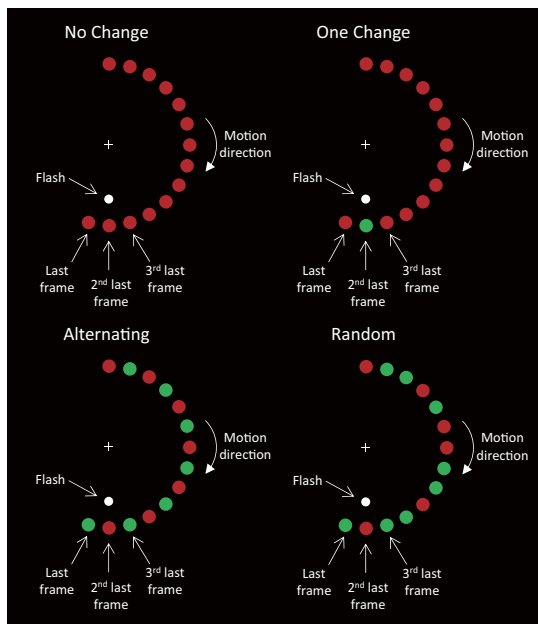 No Change
One Change
Motion
direction
Motion
direction
Flash
Flash
Last
frame
2nd last
frame
3rd last
frame
Last
frame
2nd last
frame
3rd last
frame
Alternating
Random
Motion
direction
Motion
direction
Flash
Flash
Last
frame
2nd last
frame
3rd last
frame
Last
frame
2nd last
frame
3rd last
frame